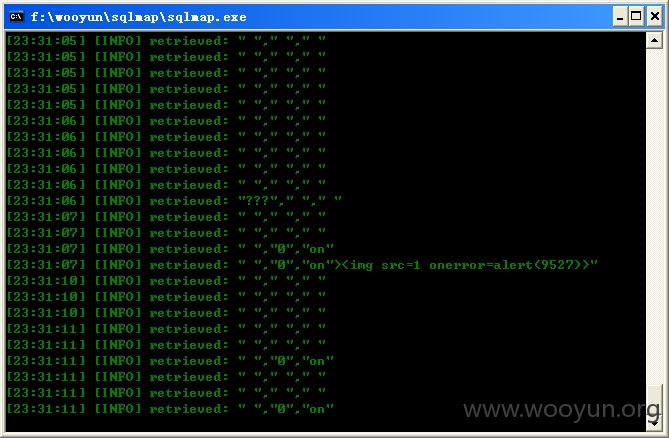 f:\wooyun\sqlmap\sqlmap.exe
[23:31:05] [INFO] retrieved: " "," "," "
[23:31:05] [INFO] retrieved: " "," "," "
[23:31:05] [INFO] retrieved: " "," "," "
[23:31:05] [INFO] retrieved: " "," "," "
[23:31:05] [INFO] retrieved: " "," "," "
[23:31:06] [INFO] retrieved: " "," "," "
[23:31:06] [INFO] retrieved: " "," "," "
[23:31:06] [INFO] retrieved: " "," "," "
[23:31:06] [INFO] retrieved: " "," "," "
[23:31:06] [INFO] retrieved: " "," "," "
[23:31:06] [INFO] retrieved: "???"," "," "
[23:31:07] [INFO] retrieved: " "," "," "
[23:31:07] [INFO] retrieved: " "," "," "
[23:31:07] [INFO] retrieved: " ","0","on"
[23:31:07] [INFO] retrieved: " ","0","on"><img src=1 onerror=alert(9527)>"
[23:31:10] [INFO] retrieved: " "," "," "
[23:31:10] [INFO] retrieved: " "," "," "
[23:31:10] [INFO] retrieved: " "," "," "
[23:31:11] [INFO] retrieved: " "," "," "
[23:31:11] [INFO] retrieved: " "," "," "
[23:31:11] [INFO] retrieved: " ","0","on"
[23:31:11] [INFO] retrieved: " "," "," "
[23:31:11] [INFO] retrieved: " "," "," "
[23:31:11] [INFO] retrieved: " ","0","on"
www.wooyun.org